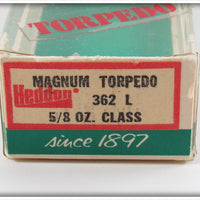 TORPEDO
MAGNUM TORPEDO
Heddon 362 L
5/8 OZ. CLASS
since 1897